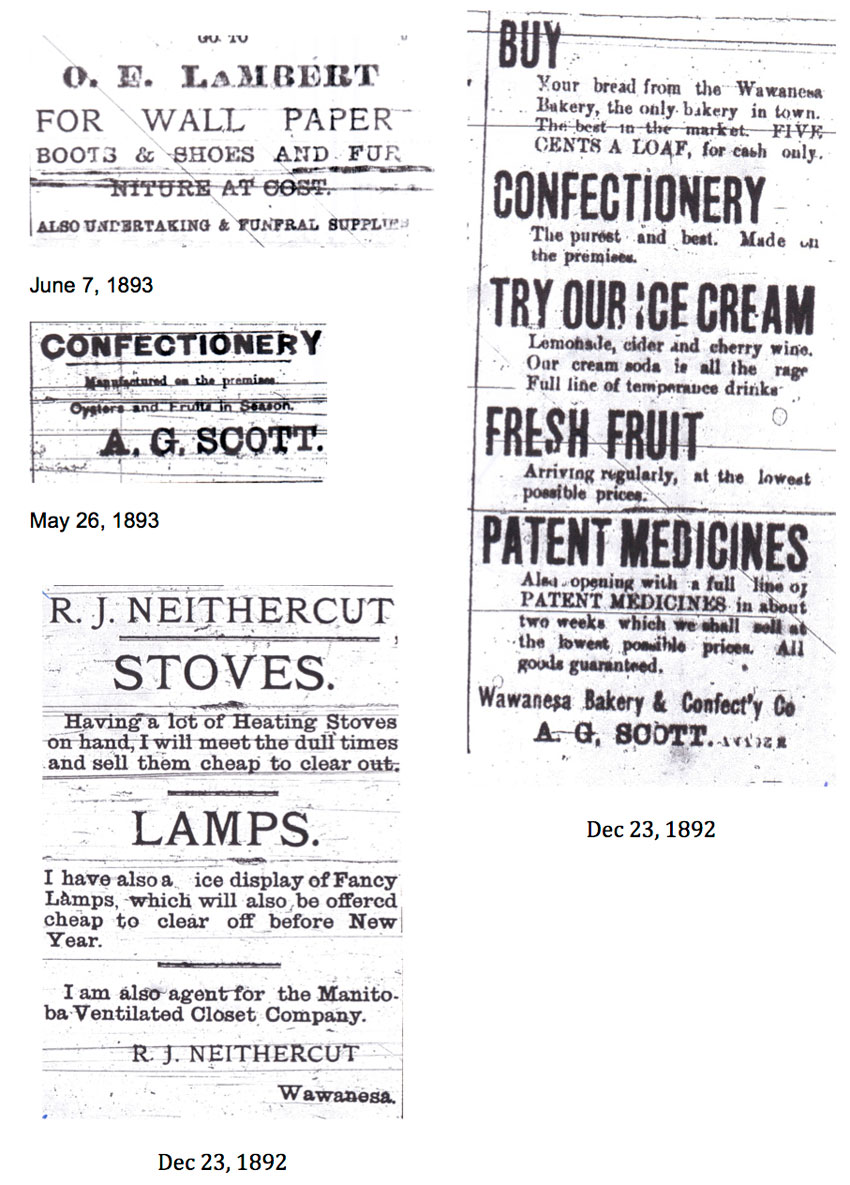 GO TO
O. E. LAMBERT
FOR WALL PAPER
BOOTS & SHOES AND FUR
NITURE AT COST.
ALSO UNDERTAKING & FUNERAL SUPPLIES
June 7, 1893
CONFECTIONERY
Manufactured on the premises.
Oysters and Fruits in Season.
A. G. SCOTT.
May 26, 1893
R. J. NEITHERCUT
STOVES.
Having a lot of Heating Stoves
on hand, I will meet the dull times
and sell them cheap to clear out.
LAMPS.
I have also a ice display of Fancy
Lamps, which will also be offered
cheap to clear off before New
Year.
I am also agent for the Manito-
ba Ventilated Closet Company.
R. J. NEITHERCUT
Wawanesa.
Dec 23, 1892
BUY
Your bread from the Wawanesa
Bakery, the only bakery in town.
The best in the market. FIVE
CENTS A LOAF, for cash only.
CONFECTIONERY
The purest and best. Made on
the premises.
TRY OUR ICE CREAM
Lemonade, cider and cherry wine.
Our cream soda is all the rage
Full line of temperance drinks
FRESH FRUIT
Arriving regularly, at the lowest
possible prices.
PATENT MEDICINES
Also opening with a full line of
PATENT MEDICINES in about
two weeks which we shall sell at
the lowest possible prices. All
goods guaranteed.
Wawanesa Bakery & Confect'y Co
A. G. SCOTT.
Dec 23, 1892